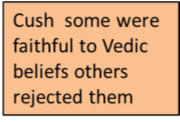 Cush  some were
faithful to Vedic
beliefs others
rejected them